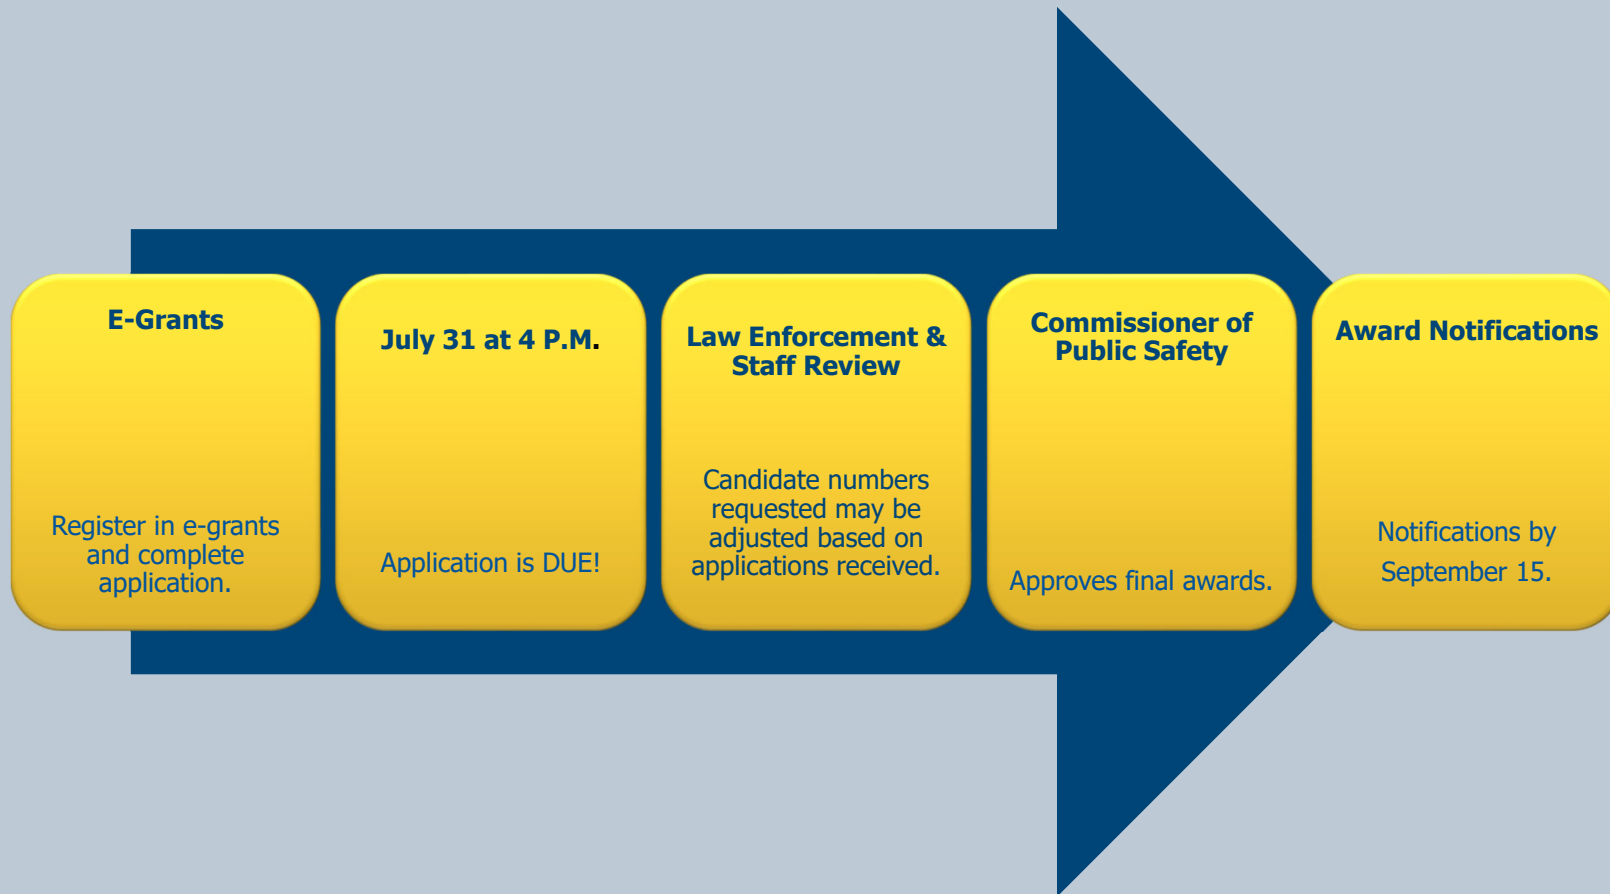 E-Grants
Register in e-grants
and complete
application.
July 31 at 4 P.M.
Application is DUE!
Law Enforcement &
Staff Review
Candidate numbers
requested may be
adjusted based on
applications received.
Commissioner of
Public Safety
Approves final awards.
Award Notifications
Notifications by
September 15.